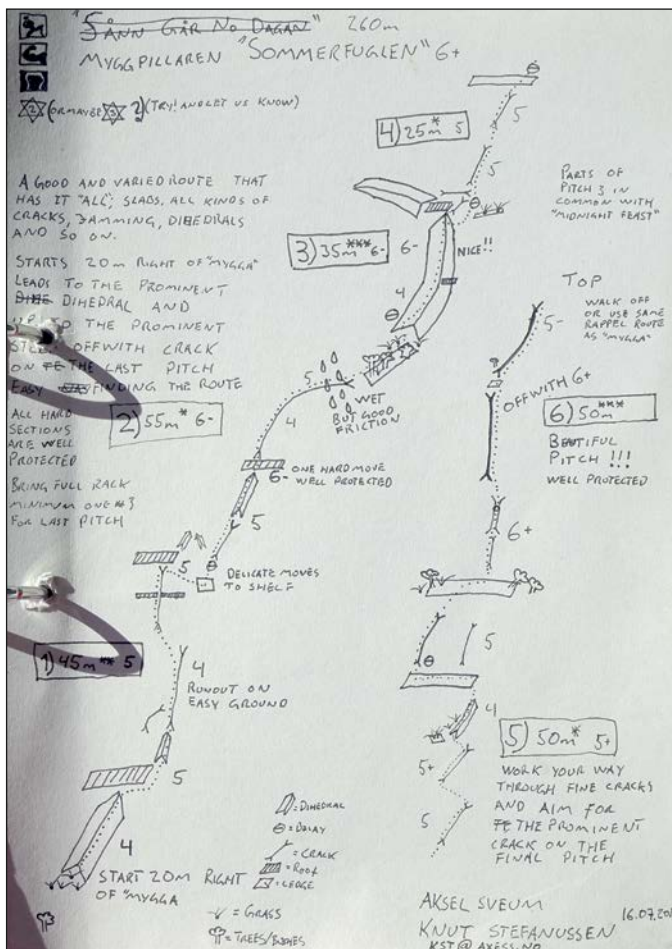 "SÅNN GÅR NO DAGAN" 260m
MYGGPILLAREN "SOMMERFUGLEN" 6+
2 (OR MAYBE 3 ?) (TRY! AND LET US KNOW)
A GOOD AND VARIED ROUTE THAT
HAS IT "ALL", SLABS, ALL KINDS OF
CRACKS, JAMMING, DIHEDRALS
AND SO ON.
STARTS 20m RIGHT OF "MYGGA"
LEADS TO THE PROMINENT
DIHEDRAL AND
UP TO THE PROMINENT
OFFWITH CRACK
ON THE LAST PITCH
EASY FINDING THE ROUTE
ALL HARD
SECTIONS
ARE WELL
PROTECTED
BRING FULL RACK
MINIMUM ONE #3
FOR LAST PITCH
4) 25m* 5
5
5
PARTS OF
PITCH 3 IN
COMMON WITH
"MIDNIGHT FEAST"
3) 35m*** 6-
6-
NICE!!
4
TOP
WALK OFF
OR USE SAME
RAPPEL ROUTE
AS "MYGGA"
5-
OFFWITH 6+
6) 50m***
BEAUTIFUL
PITCH !!!
WELL PROTECTED
6+
5
WET
BUT GOOD
FRICTION
4
2) 55m* 6-
6- ONE HARD MOVE
WELL PROTECTED
5
5
DELICATE MOVES
TO SHELF
1) 45m** 5
4
RUNOUT ON
EASY GROUND
5
4
START 20M RIGHT
OF "MYGGA
5
4
5) 50m* 5+
5+
5
WORK YOUR WAY
THROUGH FINE CRACKS
AND AIM FOR
THE PROMINENT
CRACK ON THE
FINAL PITCH
= DIHEDRAL
= BELAY
= CRACK
= ROOF
= LEDGE
= GRASS
= TREES/BUSHES
AKSEL SVEUM
16.07.20
KNUT STEFANUSSEN
KST@AXESS.NO